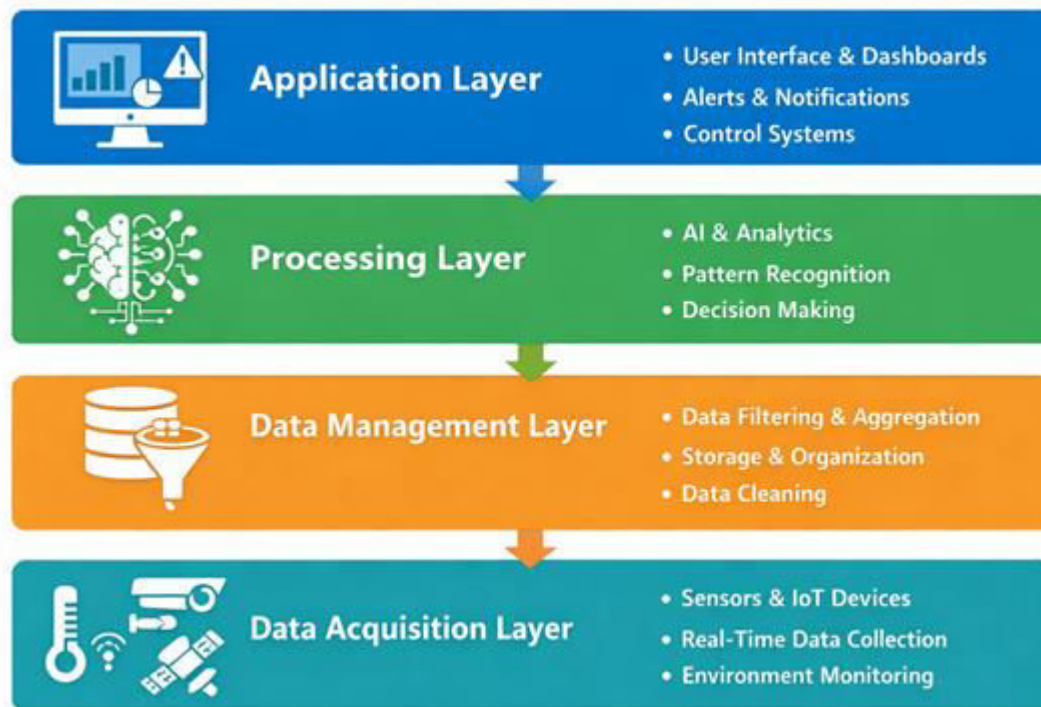 Application Layer
• User Interface & Dashboards
• Alerts & Notifications
• Control Systems
Processing Layer
• AI & Analytics
• Pattern Recognition
• Decision Making
Data Management Layer
• Data Filtering & Aggregation
• Storage & Organization
• Data Cleaning
Data Acquisition Layer
• Sensors & IoT Devices
• Real-Time Data Collection
• Environment Monitoring